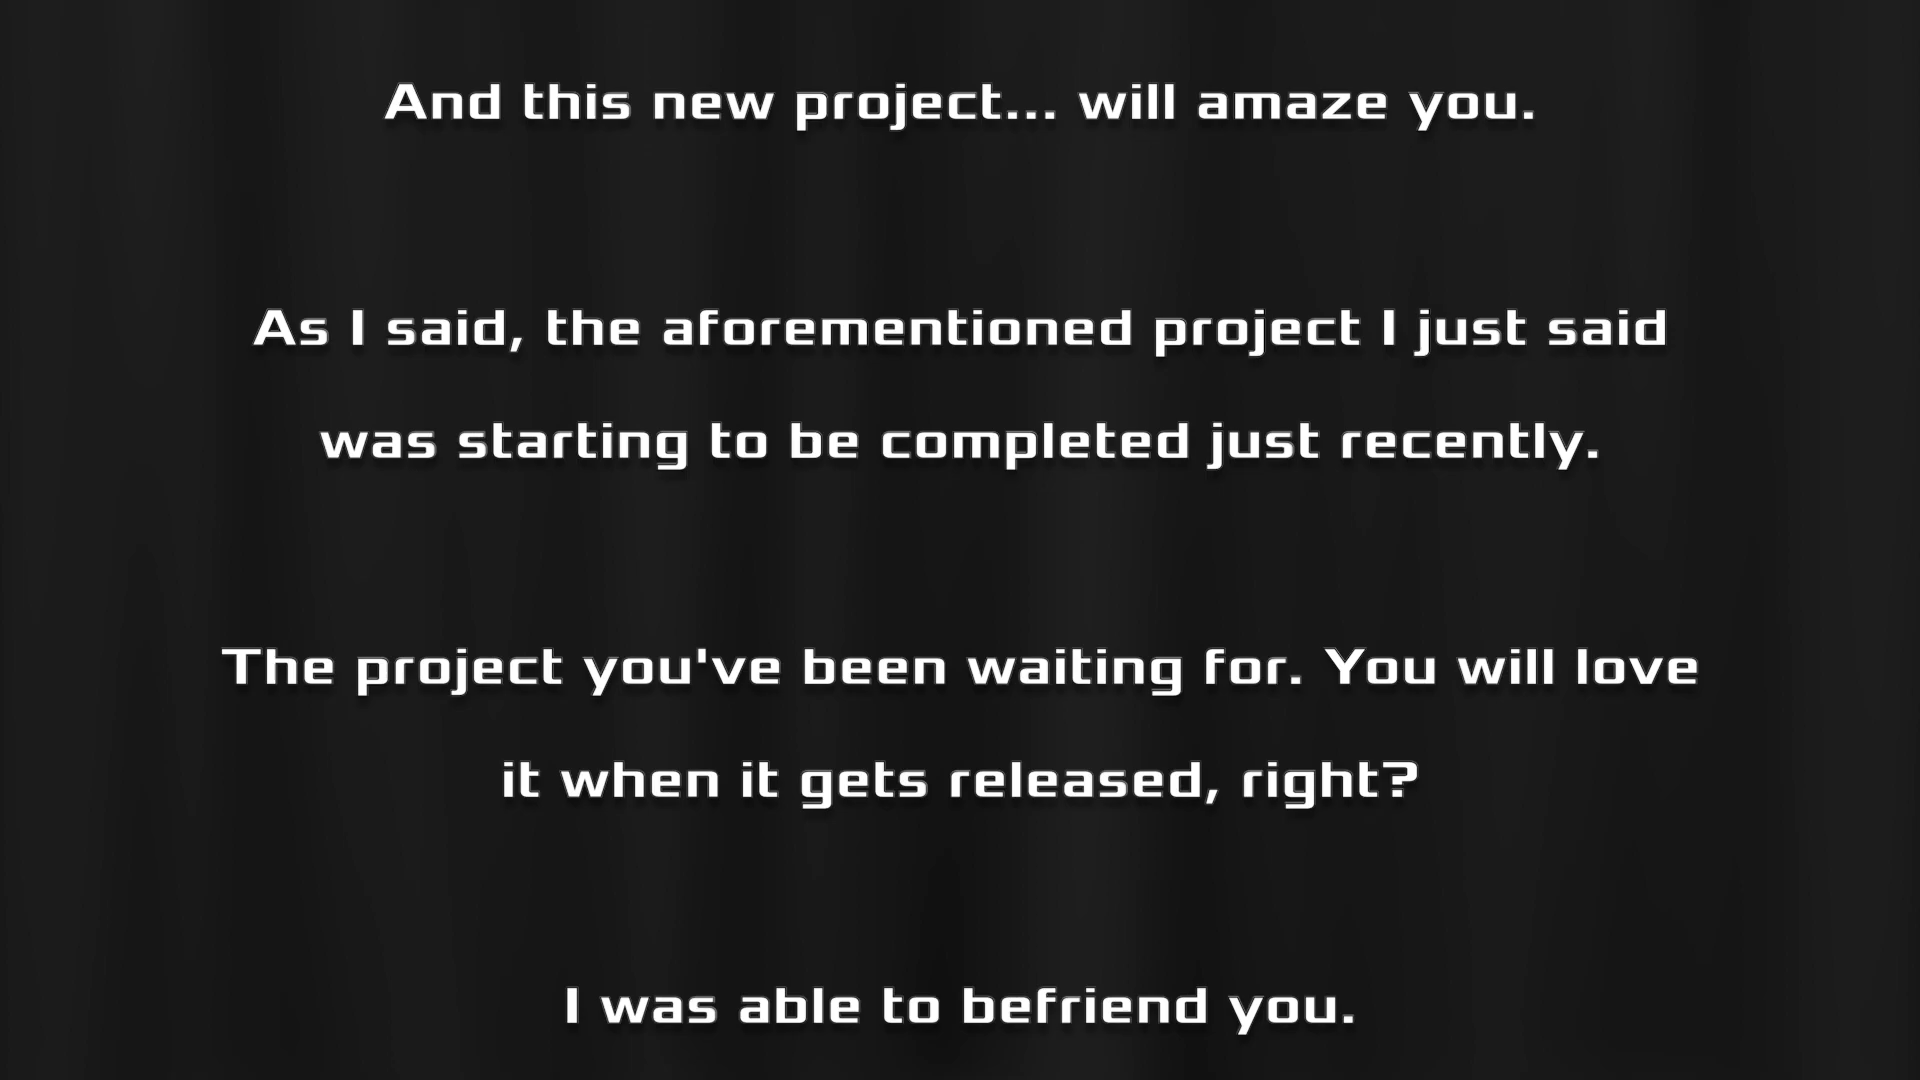 And this new project... will amaze you.
As I said, the aforementioned project I just said
was starting to be completed just recently.
The project you've been waiting for. You will love
it when it gets released, right?
I was able to befriend you.